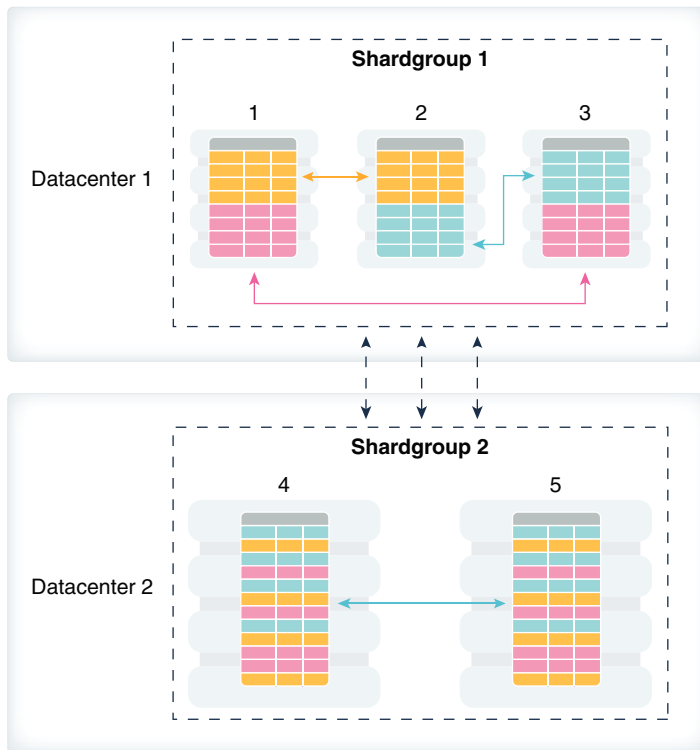 Shardgroup 1
1 2 3
Datacenter 1
Shardgroup 2
4 5
Datacenter 2